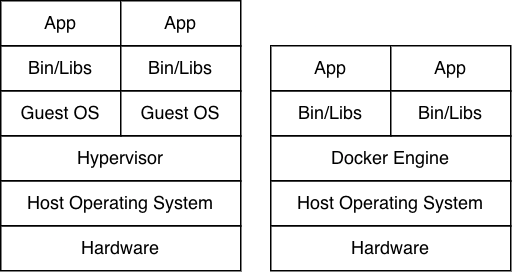 App App
Bin/Libs Bin/Libs
Guest OS Guest OS
Hypervisor
Host Operating System
Hardware
App App
Bin/Libs Bin/Libs
Docker Engine
Host Operating System
Hardware